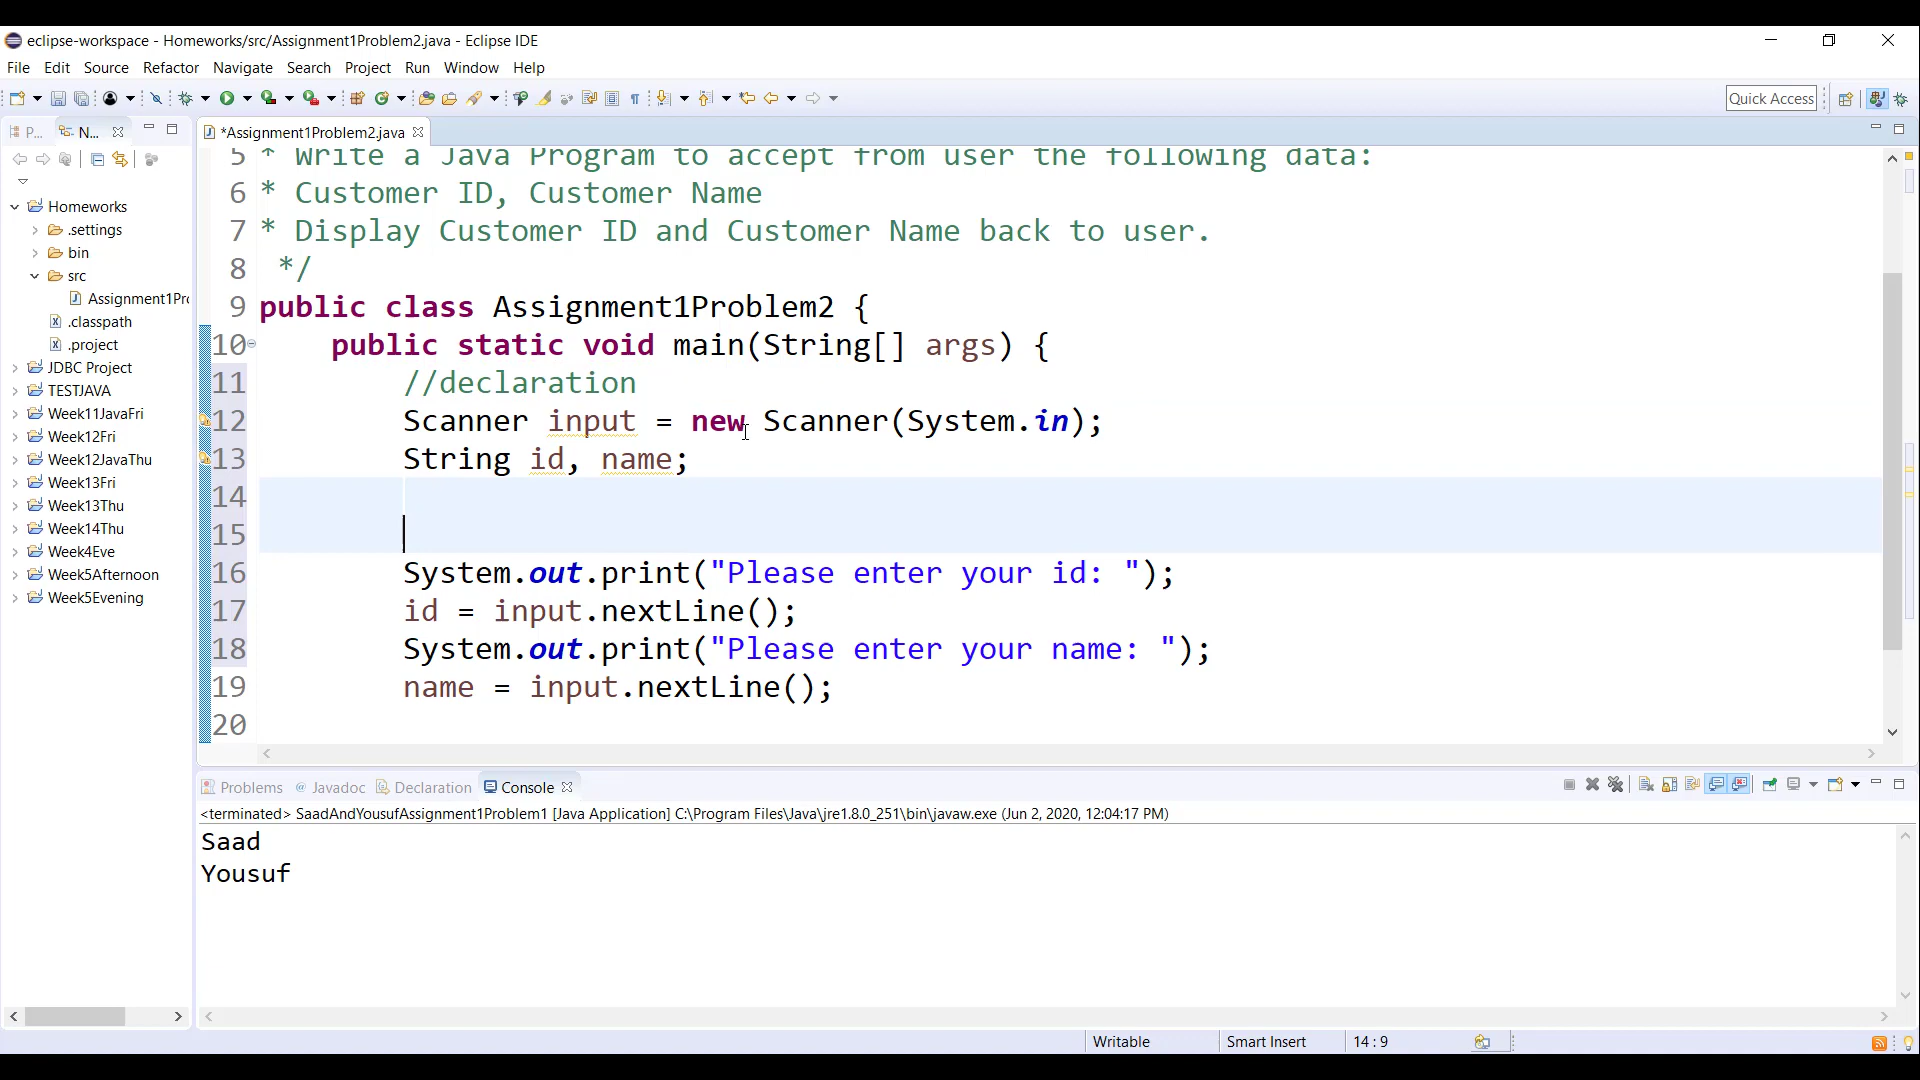 eclipse-workspace - Homeworks/src/Assignment1Problem2.java - Eclipse IDE
File Edit Source Refactor Navigate Search Project Run Window Help
Quick Access
P...
N...
*Assignment1Problem2.java
Homeworks
.settings
bin
src
Assignment1Pr
.classpath
.project
JDBC Project
TESTJAVA
Week11JavaFri
Week12Fri
Week12JavaThu
Week13Fri
Week13Thu
Week14Thu
Week4Eve
Week5Afternoon
Week5Evening
5 * Write a Java Program to accept from user the following data:
6 * Customer ID, Customer Name
7 * Display Customer ID and Customer Name back to user.
8 */
9 public class Assignment1Problem2 {
10 public static void main(String[] args) {
11 //declaration
12 Scanner input = new Scanner(System.in);
13 String id, name;
14
15
16 System.out.print("Please enter your id: ");
17 id = input.nextLine();
18 System.out.print("Please enter your name: ");
19 name = input.nextLine();
20
Problems @ Javadoc Declaration Console
<terminated> SaadAndYousufAssignment1Problem1 [Java Application] C:\Program Files\Java\jre1.8.0_251\bin\javaw.exe (Jun 2, 2020, 12:04:17 PM)
Saad
Yousuf
Writable Smart Insert 14 : 9